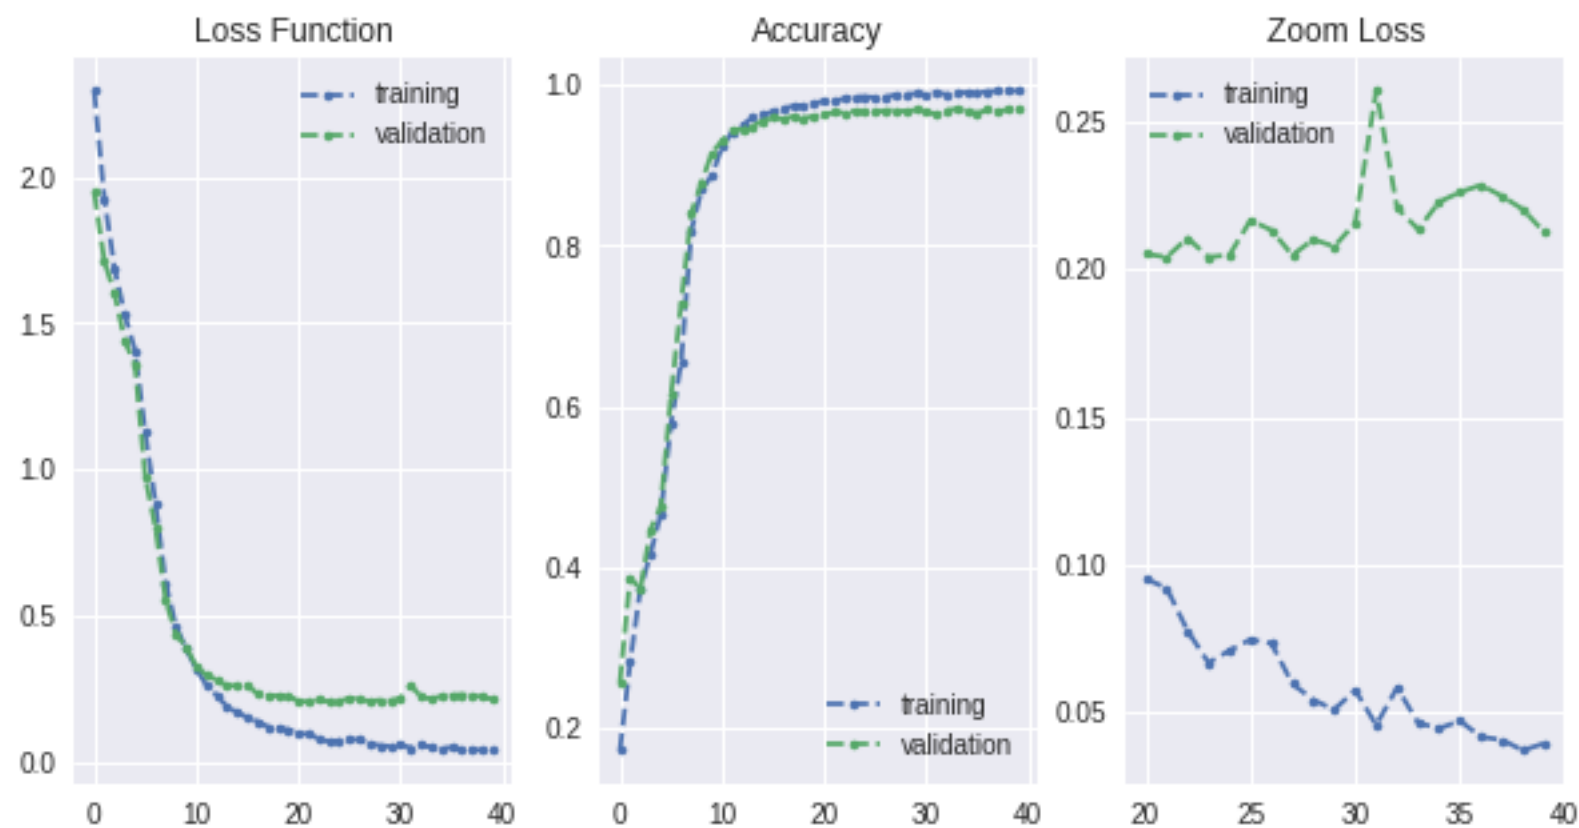 Loss Function
training
validation
2.0
1.5
1.0
0.5
0.0
0 10 20 30 40
Accuracy
1.0
0.8
0.6
0.4
0.2
training
validation
0 10 20 30 40
Zoom Loss
training
validation
0.25
0.20
0.15
0.10
0.05
20 25 30 35 40